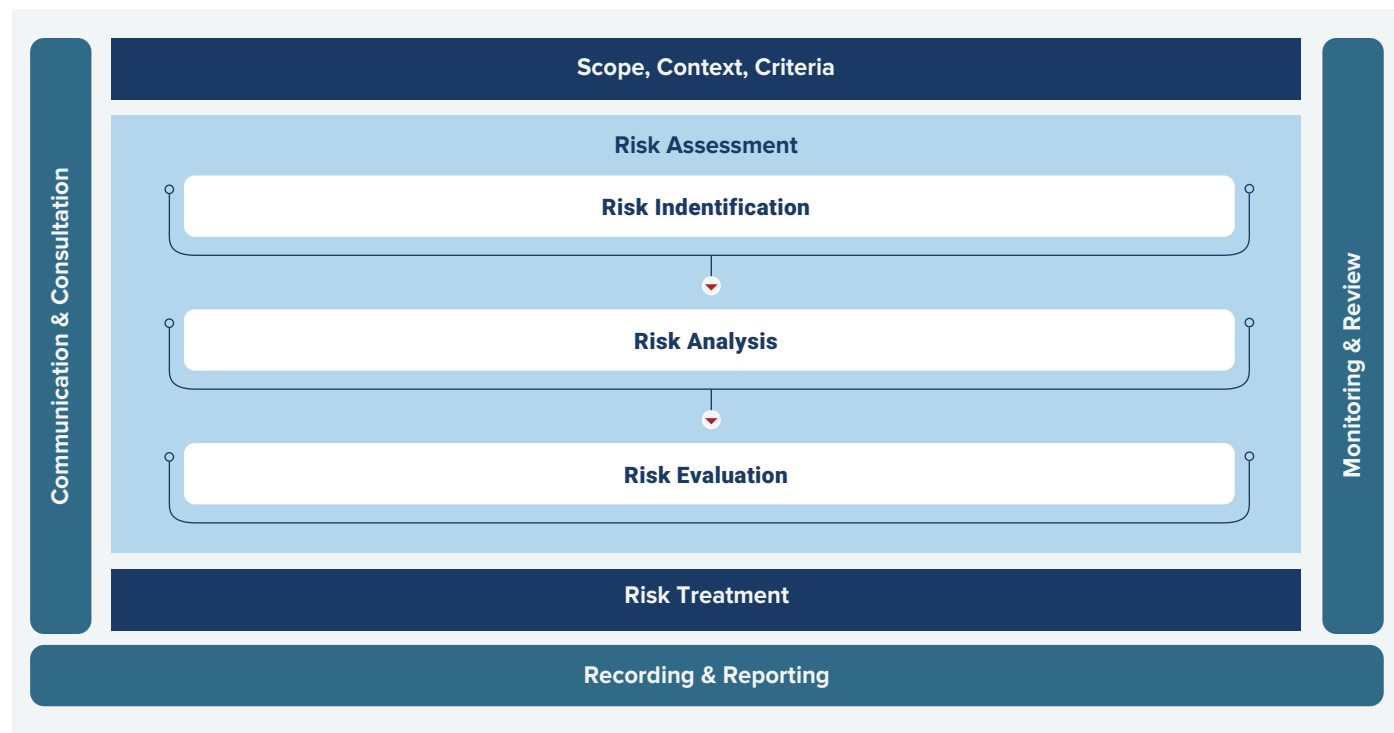 Scope, Context, Criteria
Communication & Consultation
Risk Assessment
Risk Indentification
Risk Analysis
Risk Evaluation
Monitoring & Review
Risk Treatment
Recording & Reporting